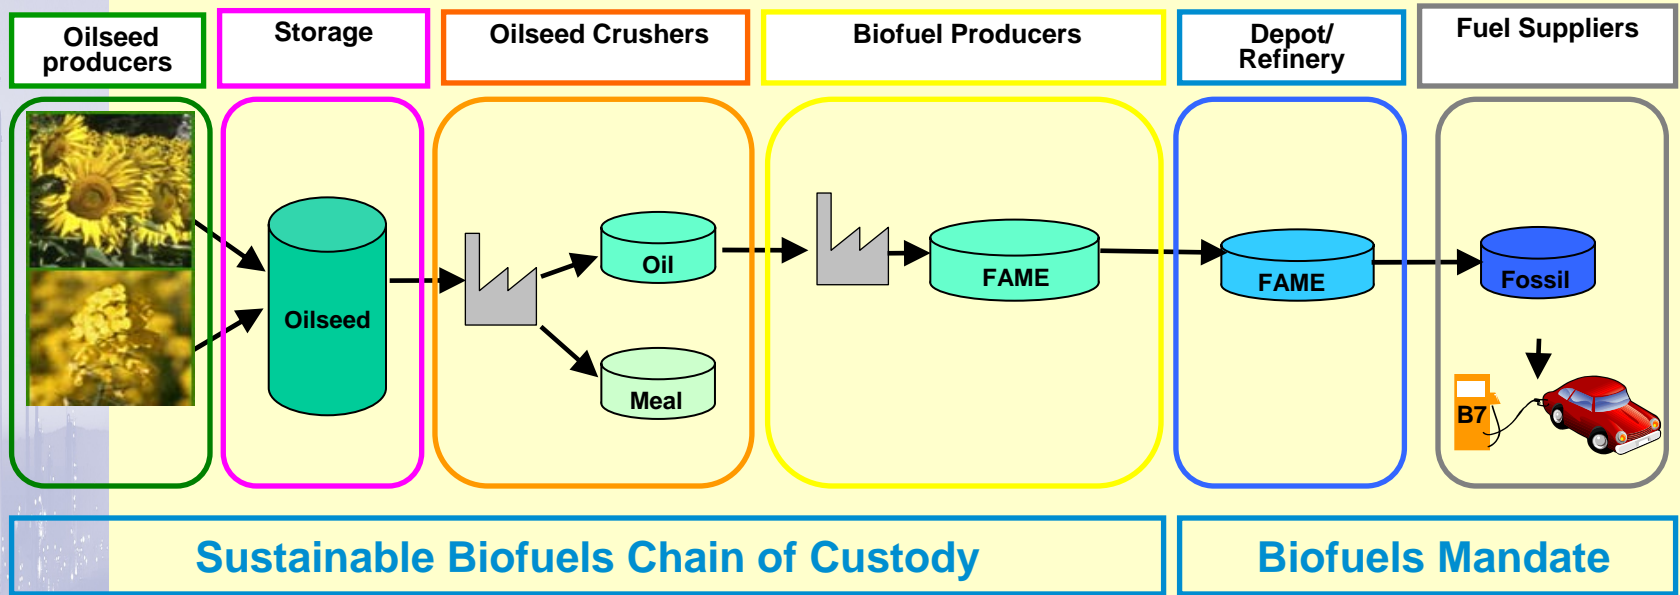 Oilseed
producers
Storage
Oilseed Crushers
Biofuel Producers
Depot/
Refinery
Fuel Suppliers
Oilseed
Oil
Meal
FAME
FAME
Fossil
B7
Sustainable Biofuels Chain of Custody
Biofuels Mandate